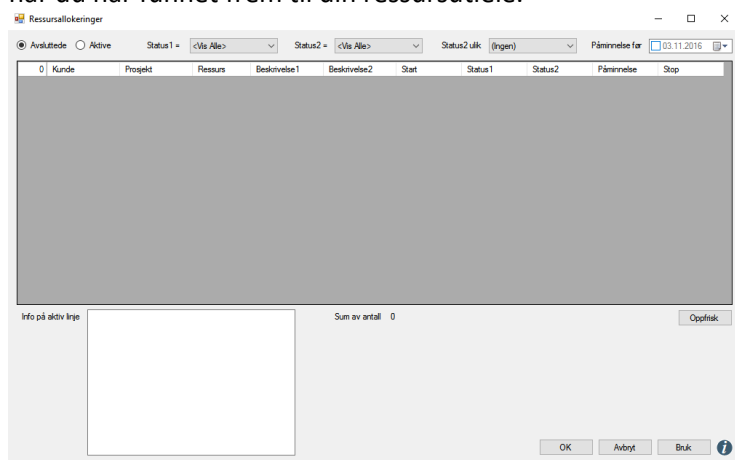 Ressursallokeringer
Avsluttede Aktive Status1 = <Vis Alle> Status2 = <Vis Alle> Status2 ulik (Ingen) Påminnelse før 03.11.2016
0 Kunde Prosjekt Ressurs Beskrivelse1 Beskrivelse2 Start Status1 Status2 Påminnelse Stop
Info på aktiv linje Sum av antall 0 Oppfrisk
OK Avbryt Bruk